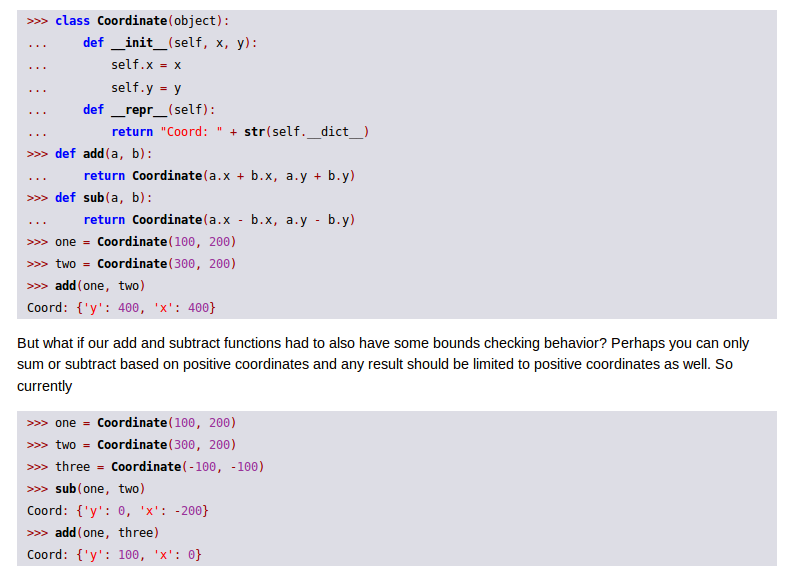 >>> class Coordinate(object):
...     def __init__(self, x, y):
...         self.x = x
...         self.y = y
...     def __repr__(self):
...         return "Coord: " + str(self.__dict__)
>>> def add(a, b):
...     return Coordinate(a.x + b.x, a.y + b.y)
>>> def sub(a, b):
...     return Coordinate(a.x - b.x, a.y - b.y)
>>> one = Coordinate(100, 200)
>>> two = Coordinate(300, 200)
>>> add(one, two)
Coord: {'y': 400, 'x': 400}
But what if our add and subtract functions had to also have some bounds checking behavior? Perhaps you can only
sum or subtract based on positive coordinates and any result should be limited to positive coordinates as well. So
currently
>>> one = Coordinate(100, 200)
>>> two = Coordinate(300, 200)
>>> three = Coordinate(-100, -100)
>>> sub(one, two)
Coord: {'y': 0, 'x': -200}
>>> add(one, three)
Coord: {'y': 100, 'x': 0}